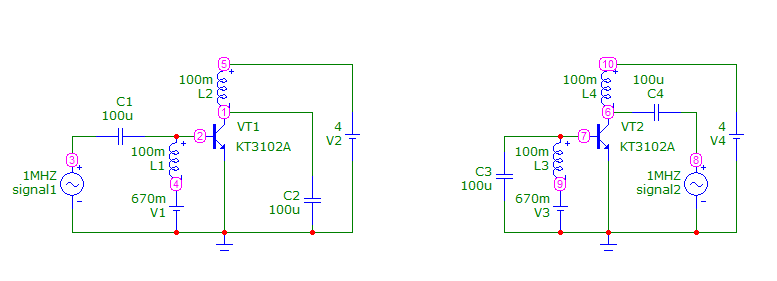 5
100m
L2
C1
100u
1
VT1
2
KT3102A
4
V2
3
1MHZ
signal1
100m
L1
4
670m
V1
C2
100u
10
100m
L4
100u
C4
6
VT2
7
KT3102A
4
V4
C3
100u
100m
L3
9
670m
V3
8
1MHZ
signal2